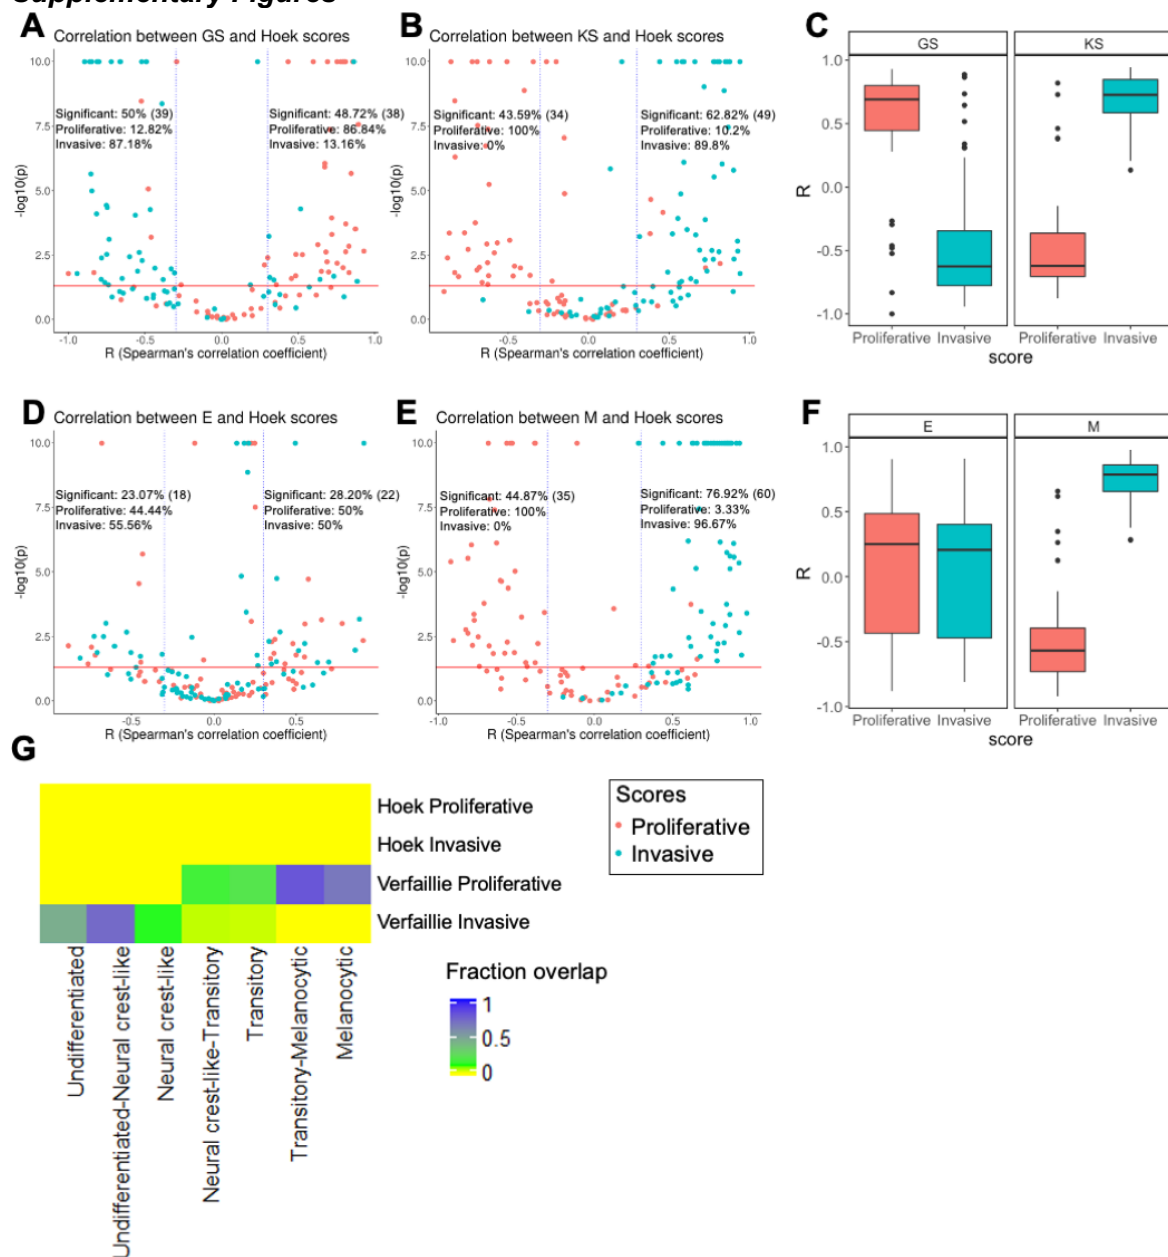 Supplementary Figures
A
Correlation between GS and Hoek scores
10.0
7.5
5.0
2.5
0.0
-log10(p)
Significant: 50% (39)
Proliferative: 12.82%
Invasive: 87.18%
Significant: 48.72% (38)
Proliferative: 86.84%
Invasive: 13.16%
-1.0
-0.5
0.0
0.5
1.0
R (Spearman's correlation coefficient)
B
Correlation between KS and Hoek scores
10.0
7.5
5.0
2.5
0.0
-log10(p)
Significant: 43.59% (34)
Proliferative: 100%
Invasive: 0%
Significant: 62.82% (49)
Proliferative: 10.2%
Invasive: 89.8%
-0.5
0.0
0.5
1.0
R (Spearman's correlation coefficient)
C
GS
KS
1.0
0.5
0.0
-0.5
-1.0
R
Proliferative Invasive
Proliferative Invasive
score
D
Correlation between E and Hoek scores
10.0
7.5
5.0
2.5
0.0
-log10(p)
Significant: 23.07% (18)
Proliferative: 44.44%
Invasive: 55.56%
Significant: 28.20% (22)
Proliferative: 50%
Invasive: 50%
-0.5
0.0
0.5
R (Spearman's correlation coefficient)
E
Correlation between M and Hoek scores
10.0
7.5
5.0
2.5
0.0
-log10(p)
Significant: 44.87% (35)
Proliferative: 100%
Invasive: 0%
Significant: 76.92% (60)
Proliferative: 3.33%
Invasive: 96.67%
-1.0
-0.5
0.0
0.5
1.0
R (Spearman's correlation coefficient)
F
E
M
1.0
0.5
0.0
-0.5
-1.0
R
Proliferative Invasive
Proliferative Invasive
score
G
Hoek Proliferative
Hoek Invasive
Verfaillie Proliferative
Verfaillie Invasive
Undifferentiated
Undifferentiated-Neural crest-like
Neural crest-like
Neural crest-like-Transitory
Transitory
Transitory-Melanocytic
Melanocytic
Scores
Proliferative
Invasive
Fraction overlap
1
0.5
0